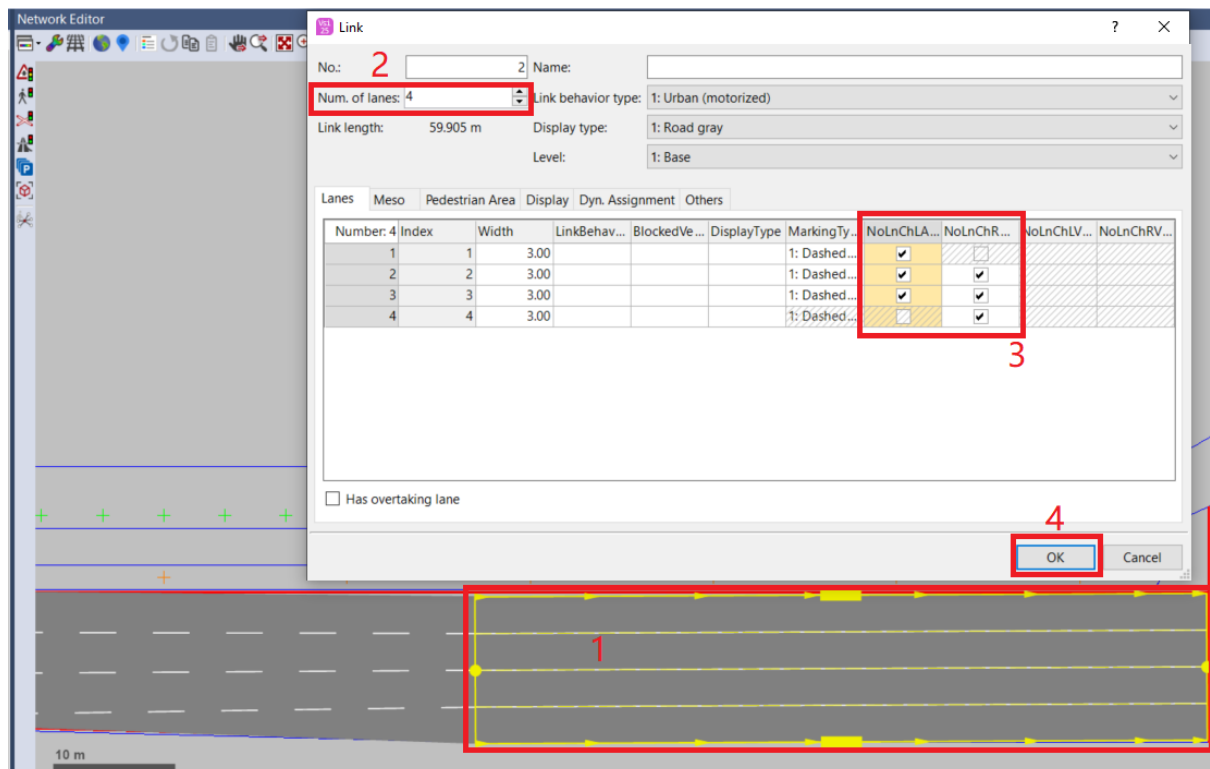 Network Editor
Vis 25 Link ? X
No.: 2 2 Name:
Num. of lanes: 4 Link behavior type: 1: Urban (motorized)
Link length: 59.905 m Display type: 1: Road gray
Level: 1: Base
Lanes Meso Pedestrian Area Display Dyn. Assignment Others
Number: 4 Index Width LinkBehav... BlockedVe... DisplayType MarkingTy... NoLnChLA... NoLnChR... NoLnChLV... NoLnChRV...
1 1 3.00 1: Dashed...
2 2 3.00 1: Dashed...
3 3 3.00 1: Dashed...
4 4 3.00 1: Dashed...
3
Has overtaking lane
4
OK Cancel
1
10 m